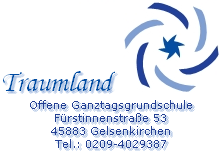 Traumland
Offene Ganztagsgrundschule
Fürstinnenstraße 53
45883 Gelsenkirchen
Tel.: 0209-4029387